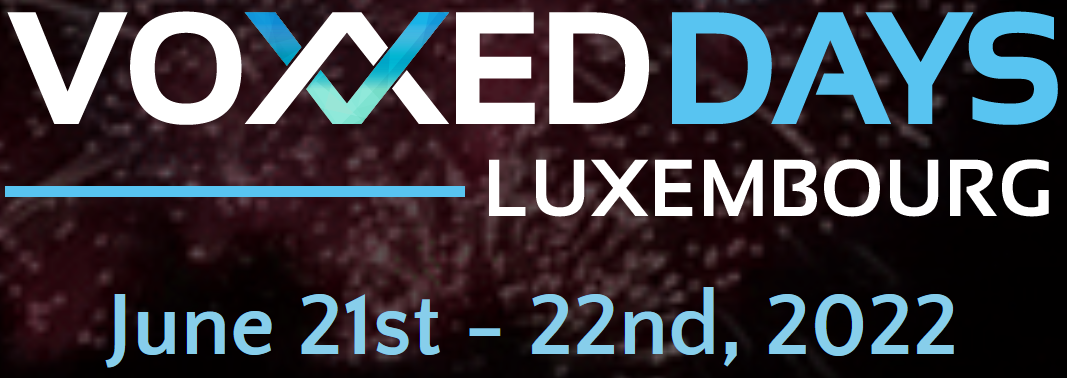 VOXXED DAYS
LUXEMBOURG
June 21st – 22nd, 2022